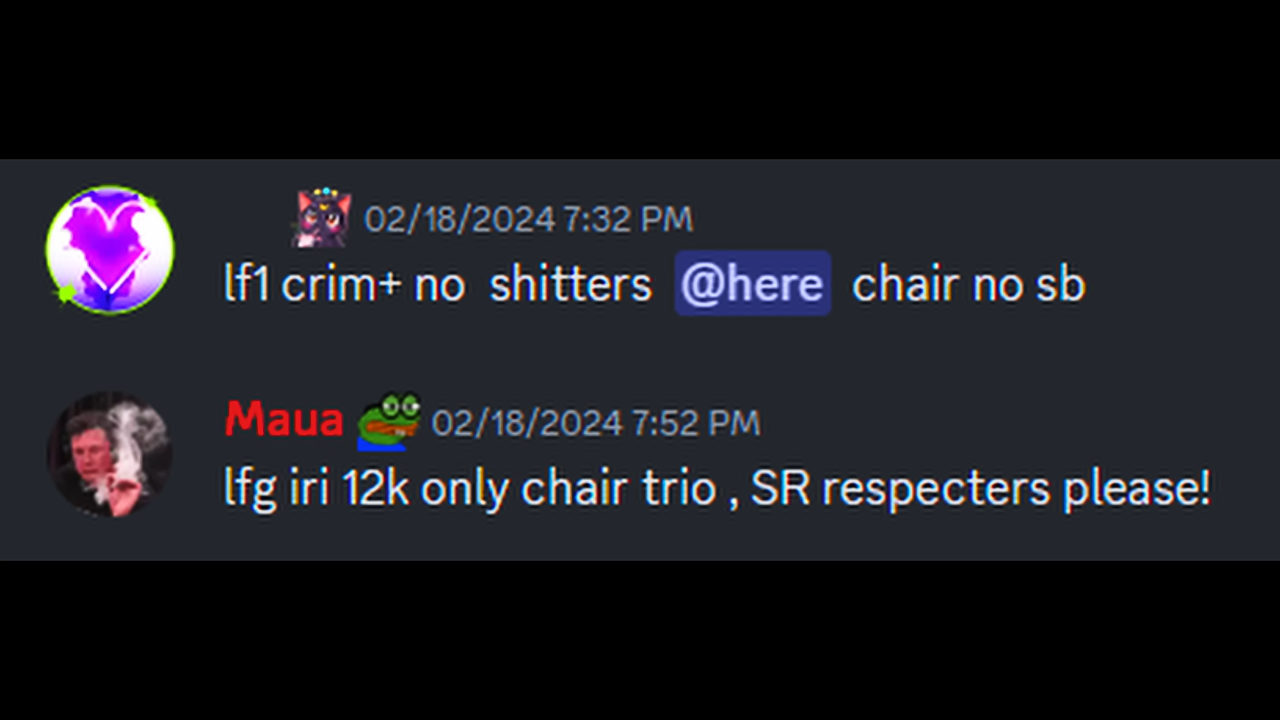 02/18/2024 7:32 PM
lf1 crim+ no shitters @here chair no sb
Maua 02/18/2024 7:52 PM
lfg iri 12k only chair trio , SR respecters please!